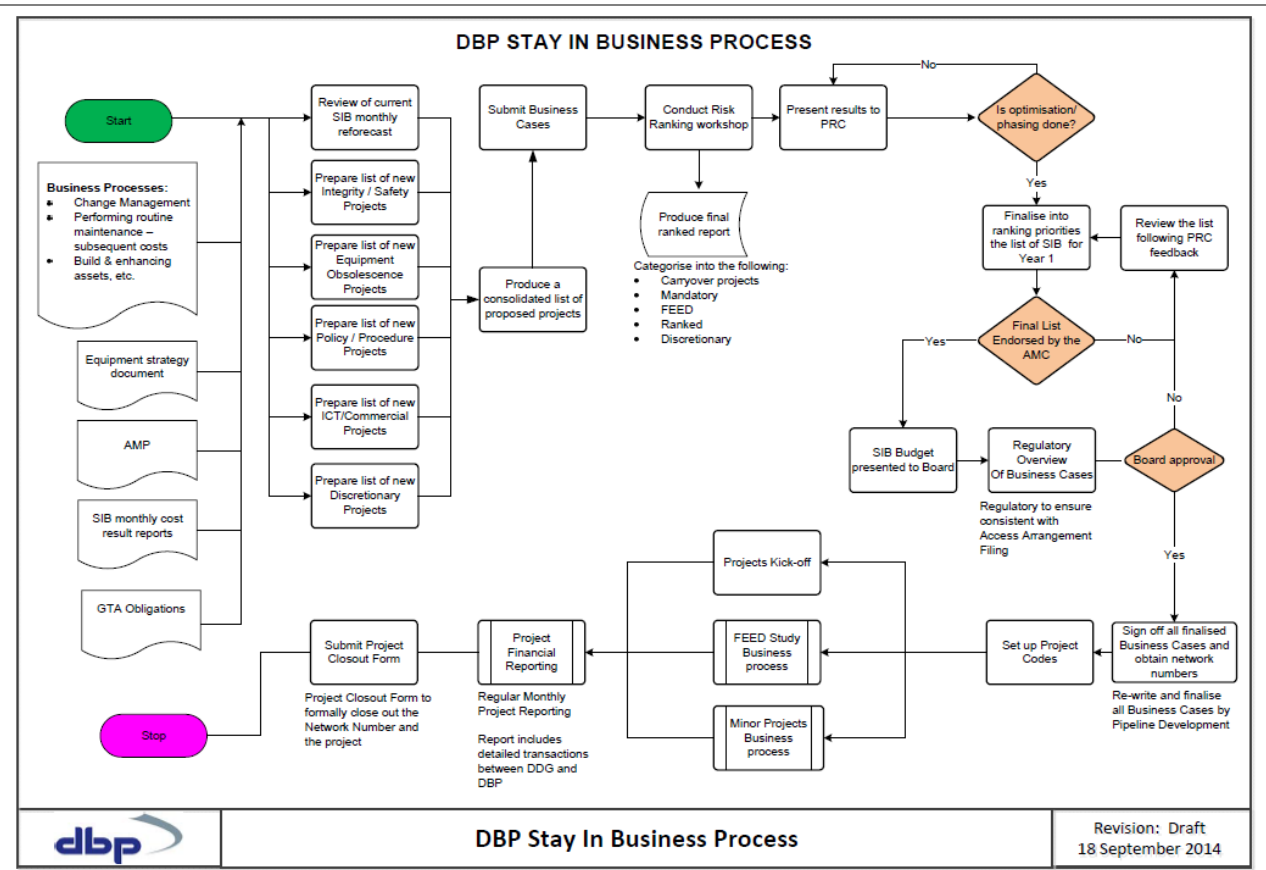 DBP STAY IN BUSINESS PROCESS
Start
Business Processes:
Change Management
Performing routine
maintenance –
subsequent costs
Build & enhancing
assets, etc.
Equipment strategy
document
AMP
SIB monthly cost
result reports
GTA Obligations
Review of current
SIB monthly
reforecast
Prepare list of new
Integrity / Safety
Projects
Prepare list of new
Equipment
Obsolescence
Projects
Prepare list of new
Policy / Procedure
Projects
Prepare list of new
ICT/Commercial
Projects
Prepare list of new
Discretionary
Projects
Submit Business
Cases
Produce a
consolidated list of
proposed projects
Conduct Risk
Ranking workshop
Produce final
ranked report
Categorise into the following:
Carryover projects
Mandatory
FEED
Ranked
Discretionary
Present results to
PRC
No
Is optimisation/
phasing done?
Yes
Finalise into
ranking priorities
the list of SIB for
Year 1
Review the list
following PRC
feedback
Final List
Endorsed by the
AMC
Yes
No
No
SIB Budget
presented to Board
Regulatory
Overview
Of Business Cases
Regulatory to ensure
consistent with
Access Arrangement
Filing
Board approval
Yes
Sign off all finalised
Business Cases and
obtain network
numbers
Re-write and finalise
all Business Cases by
Pipeline Development
Set up Project
Codes
Projects Kick-off
FEED Study
Business
process
Minor Projects
Business
process
Project
Financial
Reporting
Regular Monthly
Project Reporting
Report includes
detailed transactions
between DDG and
DBP
Submit Project
Closout Form
Project Closout Form to
formally close out the
Network Number and
the project
Stop
dbp
DBP Stay In Business Process
Revision: Draft
18 September 2014